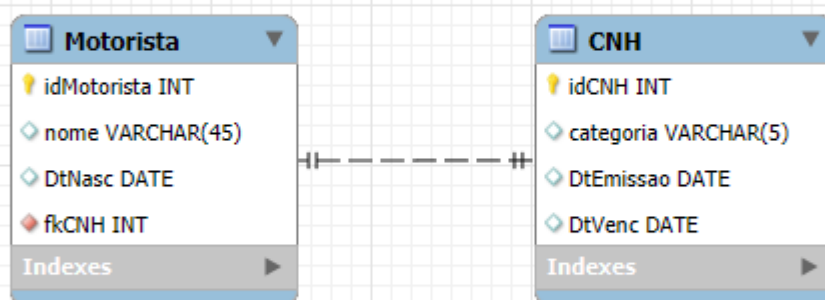 Motorista
idMotorista INT
nome VARCHAR(45)
DtNasc DATE
fkCNH INT
Indexes
CNH
idCNH INT
categoria VARCHAR(5)
DtEmissao DATE
DtVenc DATE
Indexes